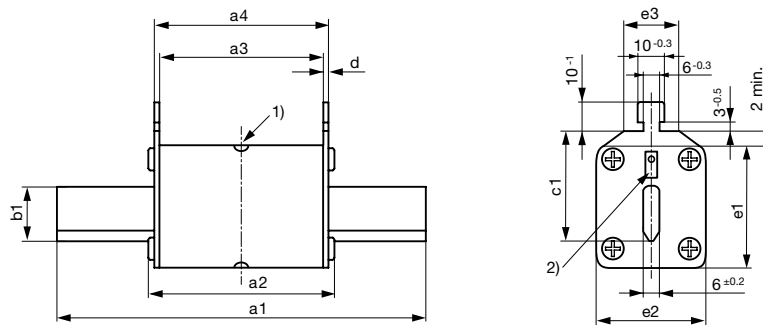 a4
a3
d
1)
b1
a2
a1
e3
10-0.3
6-0.3
10-1
3-0.5
2 min.
c1
e1
2)
6±0.2
e2